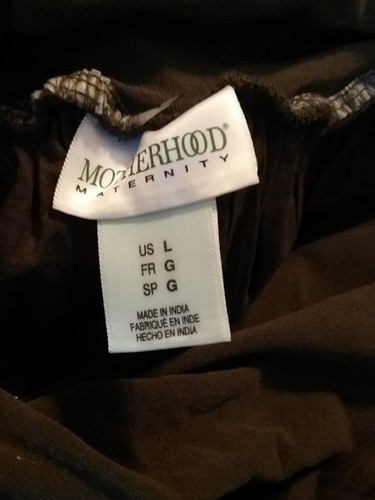 MOTHERHOOD®
MATERNITY
US L
FR G
SP G
MADE IN INDIA
FABRIQUÉ EN INDE
HECHO EN INDIA